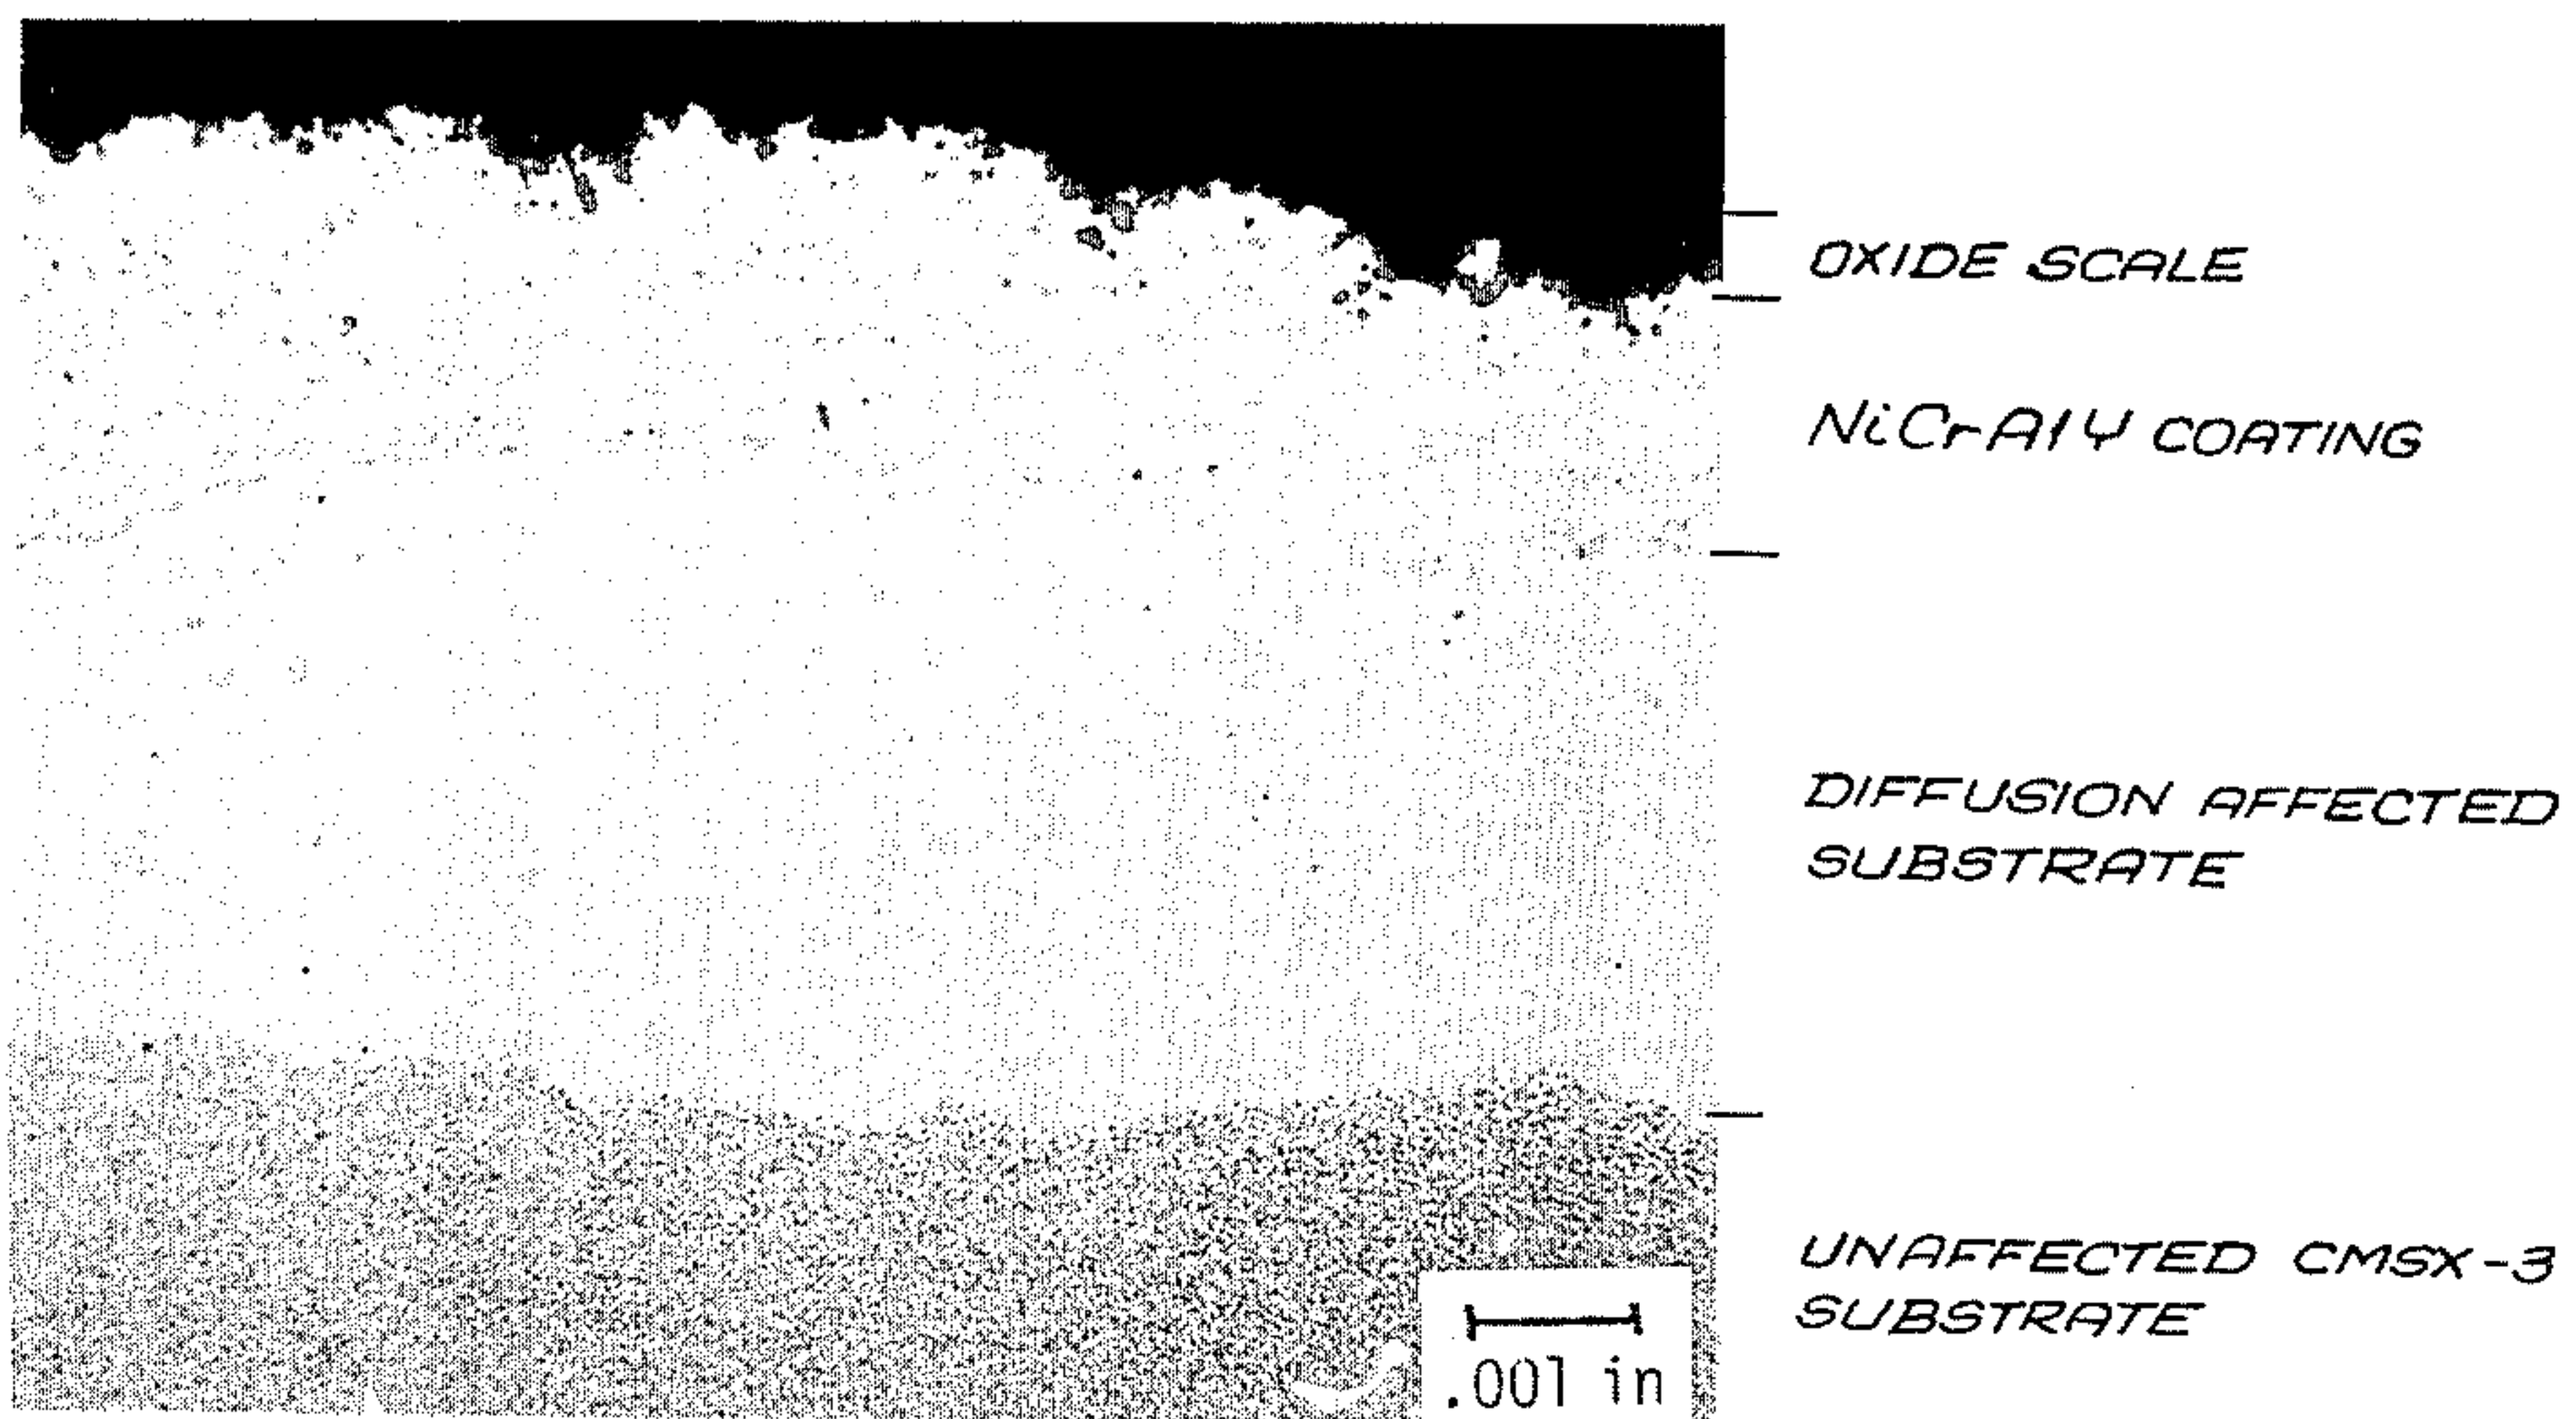 OXIDE SCALE
NiCrAlY COATING
DIFFUSION AFFECTED
SUBSTRATE
UNAFFECTED CMSX-3
SUBSTRATE
.001 in